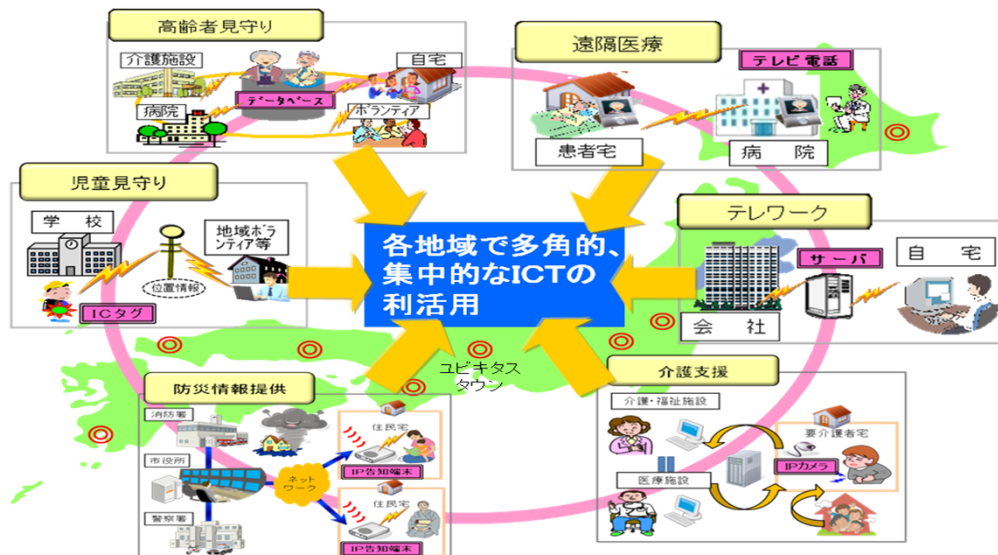 高齢者見守り
介護施設
自宅
データベース
病院
ボランティア
遠隔医療
テレビ電話
患者宅
病院
児童見守り
学校
地域ボラ
ンティア等
位置情報
ICタグ
各地域で多角的、
集中的なICTの
利活用
テレワーク
サーバ
自宅
会社
ユビキタス
タウン
防災情報提供
消防署
住民宅
IP告知端末
市役所
ネット
ワーク
住民宅
警察署
IP告知端末
介護支援
介護・福祉施設
要介護者宅
IPカメラ
医療施設